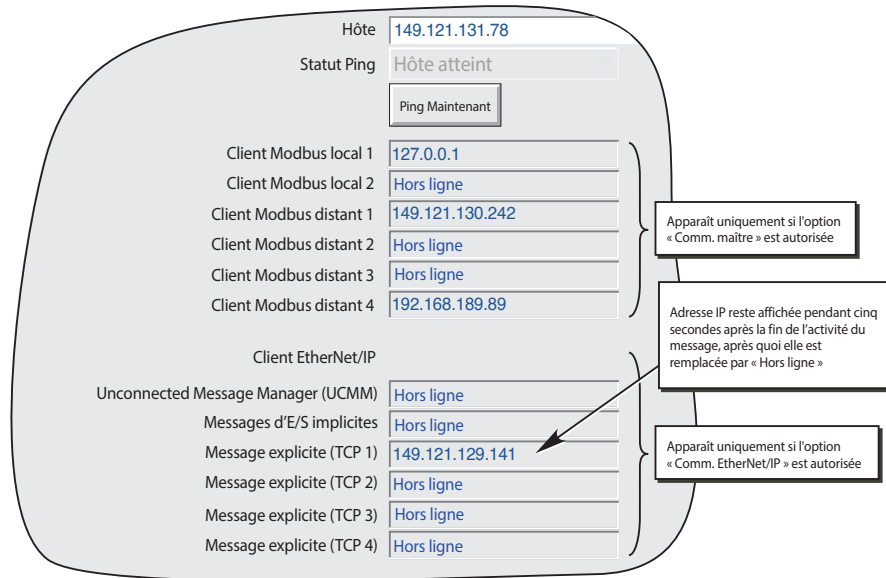 Hôte 149.121.131.78
Statut Ping Hôte atteint
Ping Maintenant
Client Modbus local 1 127.0.0.1
Client Modbus local 2 Hors ligne
Client Modbus distant 1 149.121.130.242
Client Modbus distant 2 Hors ligne
Client Modbus distant 3 Hors ligne
Client Modbus distant 4 192.168.189.89
Apparaît uniquement si l'option
« Comm. maître » est autorisée
Adresse IP reste affichée pendant cinq
secondes après la fin de l'activité du
message, après quoi elle est
remplacée par « Hors ligne »
Client EtherNet/IP
Unconnected Message Manager (UCMM) Hors ligne
Messages d'E/S implicites Hors ligne
Message explicite (TCP 1) 149.121.129.141
Message explicite (TCP 2) Hors ligne
Message explicite (TCP 3) Hors ligne
Message explicite (TCP 4) Hors ligne
Apparaît uniquement si l'option
« Comm. EtherNet/IP » est autorisée